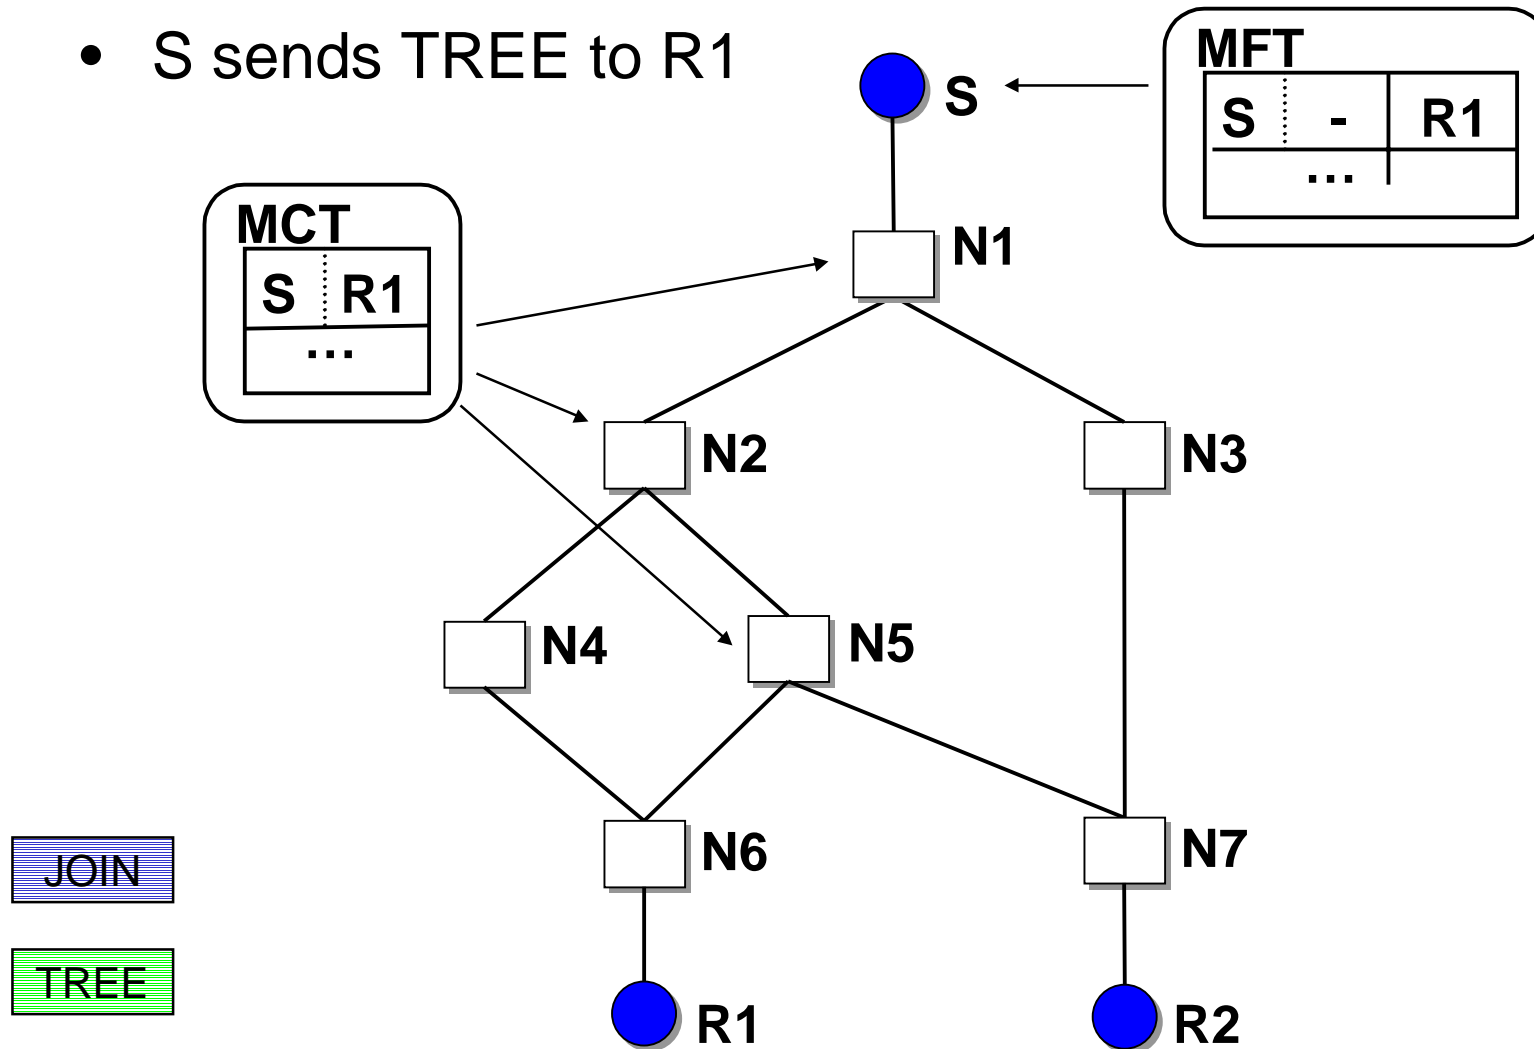 • S sends TREE to R1
S
MFT
S - R1
...
MCT
S R1
...
N1
N2
N3
N4
N5
N6
N7
JOIN
TREE
R1
R2